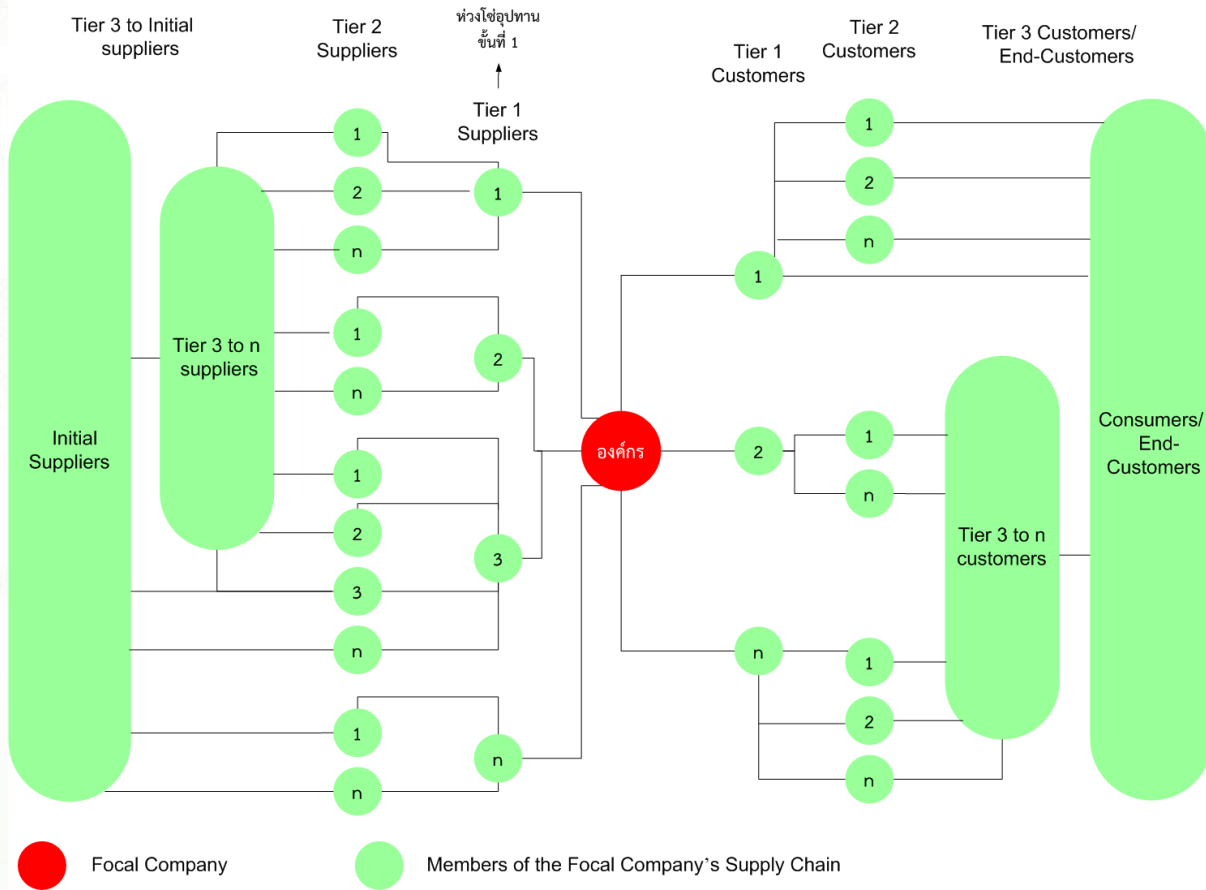 Tier 3 to Initial
suppliers
Tier 2
Suppliers
ห่วงโซ่อุปทาน
ขั้นที่ 1
Tier 1
Suppliers
Tier 1
Customers
Tier 2
Customers
Tier 3 Customers/
End-Customers
Initial
Suppliers
Tier 3 to n
suppliers
1
2
n
1
n
1
2
3
n
1
n
1
2
3
n
องค์กร
1
2
n
1
2
n
1
n
1
2
n
Tier 3 to n
customers
Consumers/
End-
Customers
Focal Company
Members of the Focal Company's Supply Chain